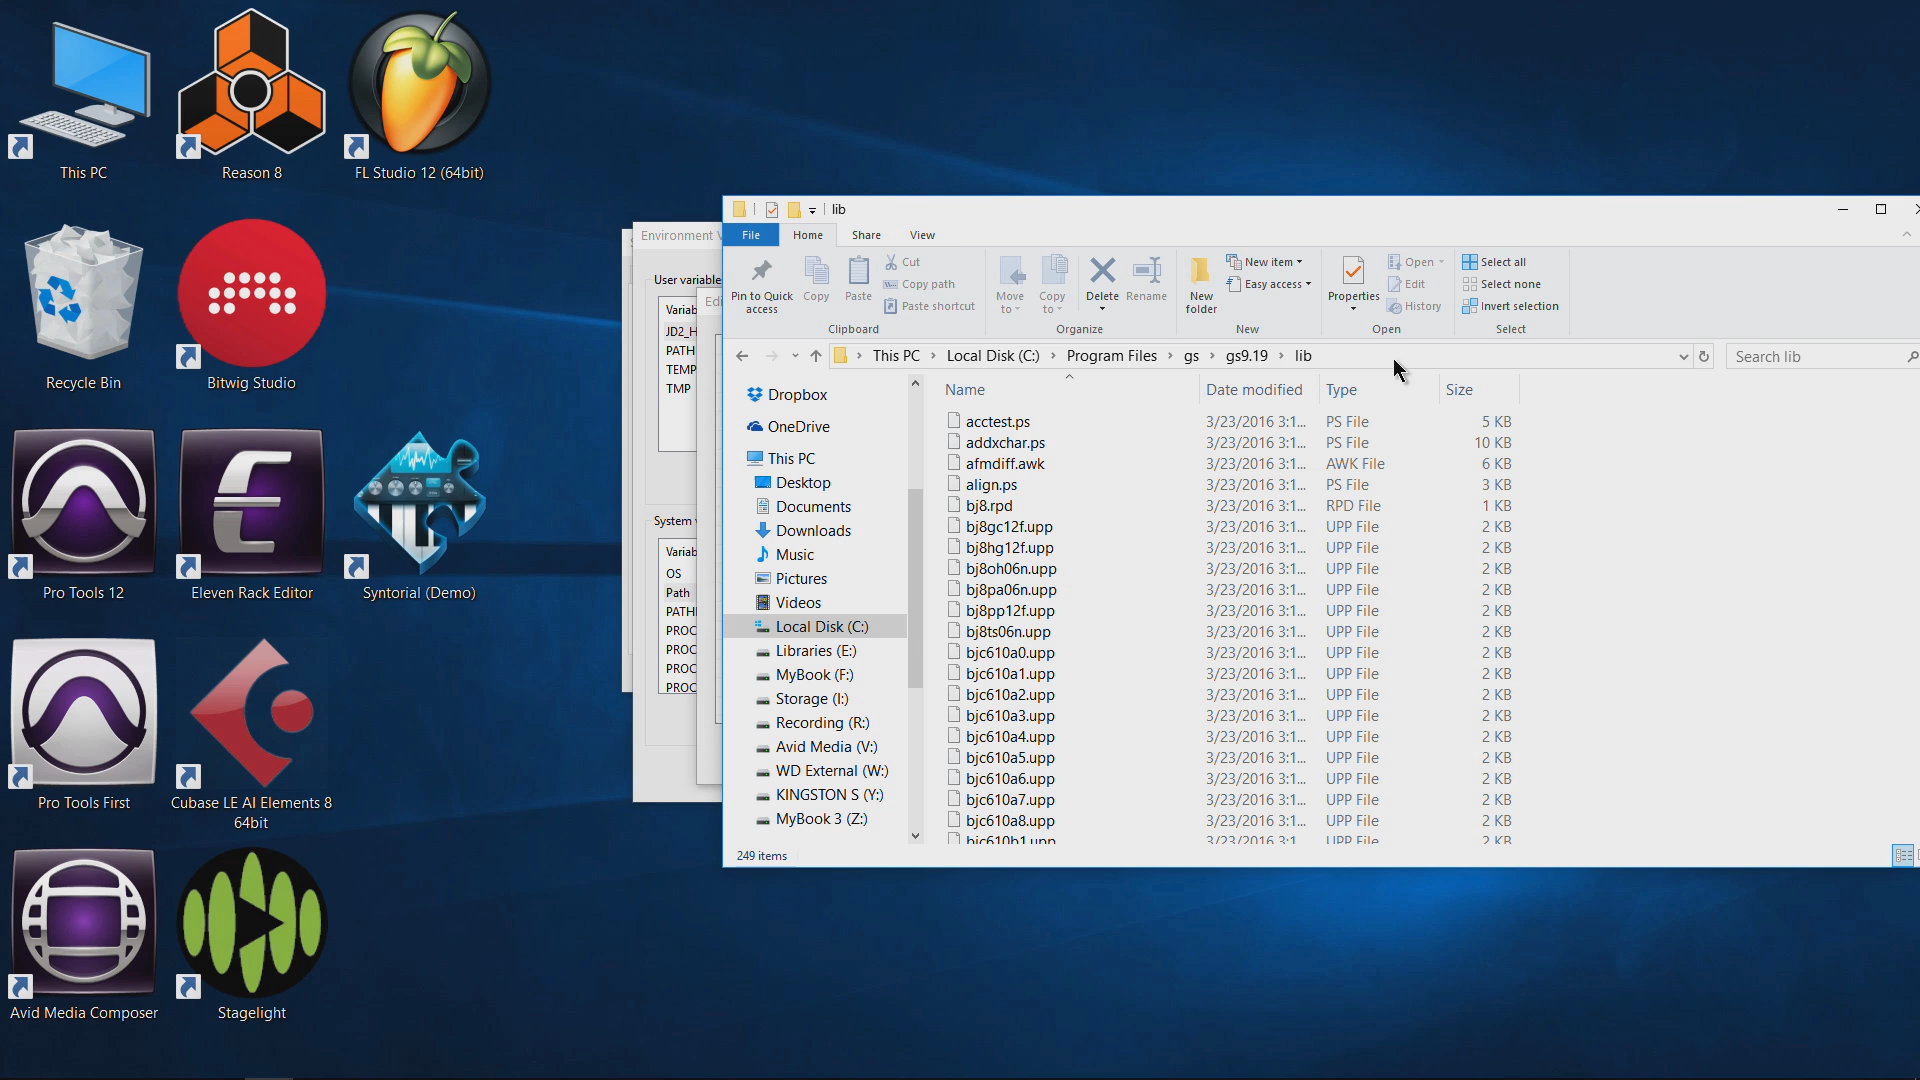 This PC
Reason 8
FL Studio 12 (64bit)
Recycle Bin
Bitwig Studio
Pro Tools 12
Eleven Rack Editor
Syntorial (Demo)
Pro Tools First
Cubase LE AI Elements 8
64bit
Avid Media Composer
Stagelight
Environment V
User variable
Variab
JD2_H
PATH
TEMP
TMP
System v
Variab
OS
Path
PATH
PROC
PROC
PROC
PROC
Edi
lib
File Home Share View
Pin to Quick
access
Copy
Paste
Cut
Copy path
Paste shortcut
Clipboard
Move
to
Copy
to
Delete
Rename
Organize
New
folder
New item
Easy access
New
Properties
Open
Edit
History
Open
Select all
Select none
Invert selection
Select
This PC Local Disk (C:) Program Files gs gs9.19 lib
Search lib
Dropbox
OneDrive
This PC
Desktop
Documents
Downloads
Music
Pictures
Videos
Local Disk (C:)
Libraries (E:)
MyBook (F:)
Storage (I:)
Recording (R:)
Avid Media (V:)
WD External (W:)
KINGSTON S (Y:)
MyBook 3 (Z:)
Name Date modified Type Size
acctest.ps 3/23/2016 3:1... PS File 5 KB
addxchar.ps 3/23/2016 3:1... PS File 10 KB
afmdiff.awk 3/23/2016 3:1... AWK File 6 KB
align.ps 3/23/2016 3:1... PS File 3 KB
bj8.rpd 3/23/2016 3:1... RPD File 1 KB
bj8gc12f.upp 3/23/2016 3:1... UPP File 2 KB
bj8hg12f.upp 3/23/2016 3:1... UPP File 2 KB
bj8oh06n.upp 3/23/2016 3:1... UPP File 2 KB
bj8pa06n.upp 3/23/2016 3:1... UPP File 2 KB
bj8pp12f.upp 3/23/2016 3:1... UPP File 2 KB
bj8ts06n.upp 3/23/2016 3:1... UPP File 2 KB
bjc610a0.upp 3/23/2016 3:1... UPP File 2 KB
bjc610a1.upp 3/23/2016 3:1... UPP File 2 KB
bjc610a2.upp 3/23/2016 3:1... UPP File 2 KB
bjc610a3.upp 3/23/2016 3:1... UPP File 2 KB
bjc610a4.upp 3/23/2016 3:1... UPP File 2 KB
bjc610a5.upp 3/23/2016 3:1... UPP File 2 KB
bjc610a6.upp 3/23/2016 3:1... UPP File 2 KB
bjc610a7.upp 3/23/2016 3:1... UPP File 2 KB
bjc610a8.upp 3/23/2016 3:1... UPP File 2 KB
bjc610b1.upp 3/23/2016 3:1... UPP File 2 KB
249 items